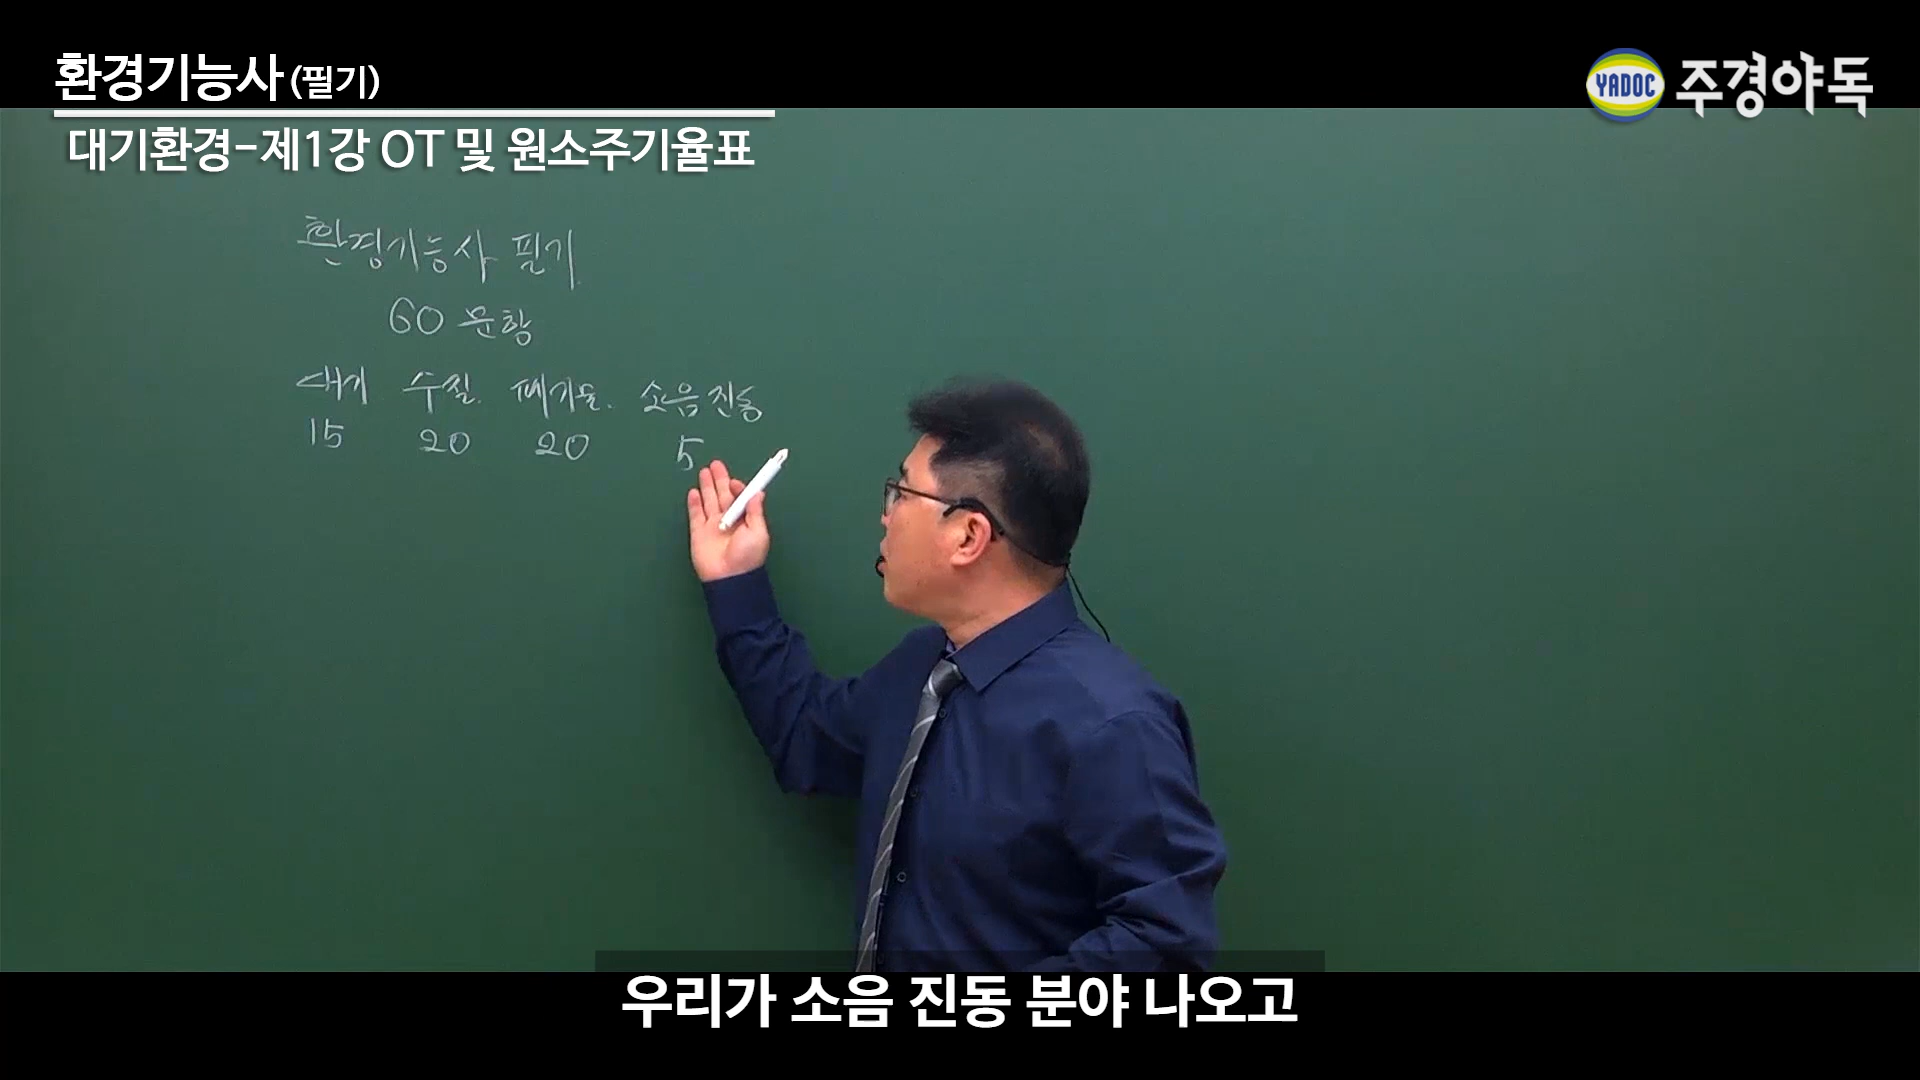 환경기능사 (필기)
YADOC 주경야독
대기환경-제1강 OT 및 원소주기율표
환경기능사 필기
60 문항
대기 수질. 폐기물. 소음진동
15 20 20 5
우리가 소음 진동 분야 나오고